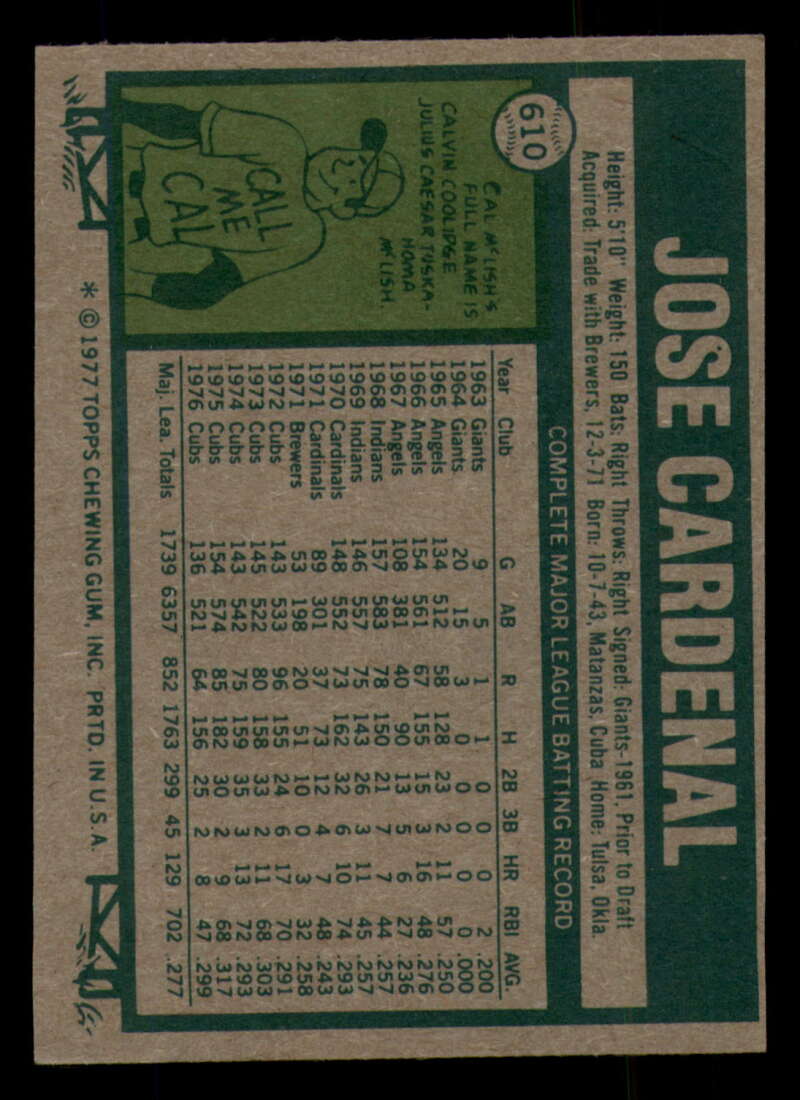 JOSE CARDENAL
Height: 5'10" Weight: 150 Bats: Right Throws: Right Signed: Giants-1961, Prior to Draft
Acquired: Trade with Brewers, 12-3-71 Born: 10-7-43, Matanzas, Cuba Home: Tulsa, Okla.
610
COMPLETE MAJOR LEAGUE BATTING RECORD
CAL McLISH'S
FULL NAME IS
CALVIN COOLIDGE
JULIUS CAESAR TUSKA-
HOMA
McLISH.
CALL
ME
CAL
Year Club G AB R H 2B 3B HR RBI AVG.
1963 Giants 9 5 1 1 0 0 0 2 .200
1964 Giants 20 15 3 0 0 0 0 0 .000
1965 Angels 134 512 58 128 23 2 11 57 .250
1966 Angels 154 561 67 155 15 3 16 48 .276
1967 Angels 108 381 40 90 13 5 6 27 .236
1968 Indians 157 583 78 150 21 7 7 44 .257
1969 Indians 146 557 75 143 26 3 11 45 .257
1970 Cardinals 148 552 73 162 32 6 10 74 .293
1971 Cardinals 89 301 37 73 12 4 7 48 .243
1971 Brewers 53 198 20 51 10 0 3 32 .258
1972 Cubs 143 533 96 155 24 6 17 70 .291
1973 Cubs 145 522 80 158 33 2 11 68 .303
1974 Cubs 143 542 75 159 35 3 13 72 .293
1975 Cubs 154 574 85 182 30 2 9 68 .317
1976 Cubs 136 521 64 156 25 2 8 47 .299
Maj. Lea. Totals 1739 6357 852 1763 299 45 129 702 .277
* © 1977 TOPPS CHEWING GUM, INC. PRTD. IN U.S.A.